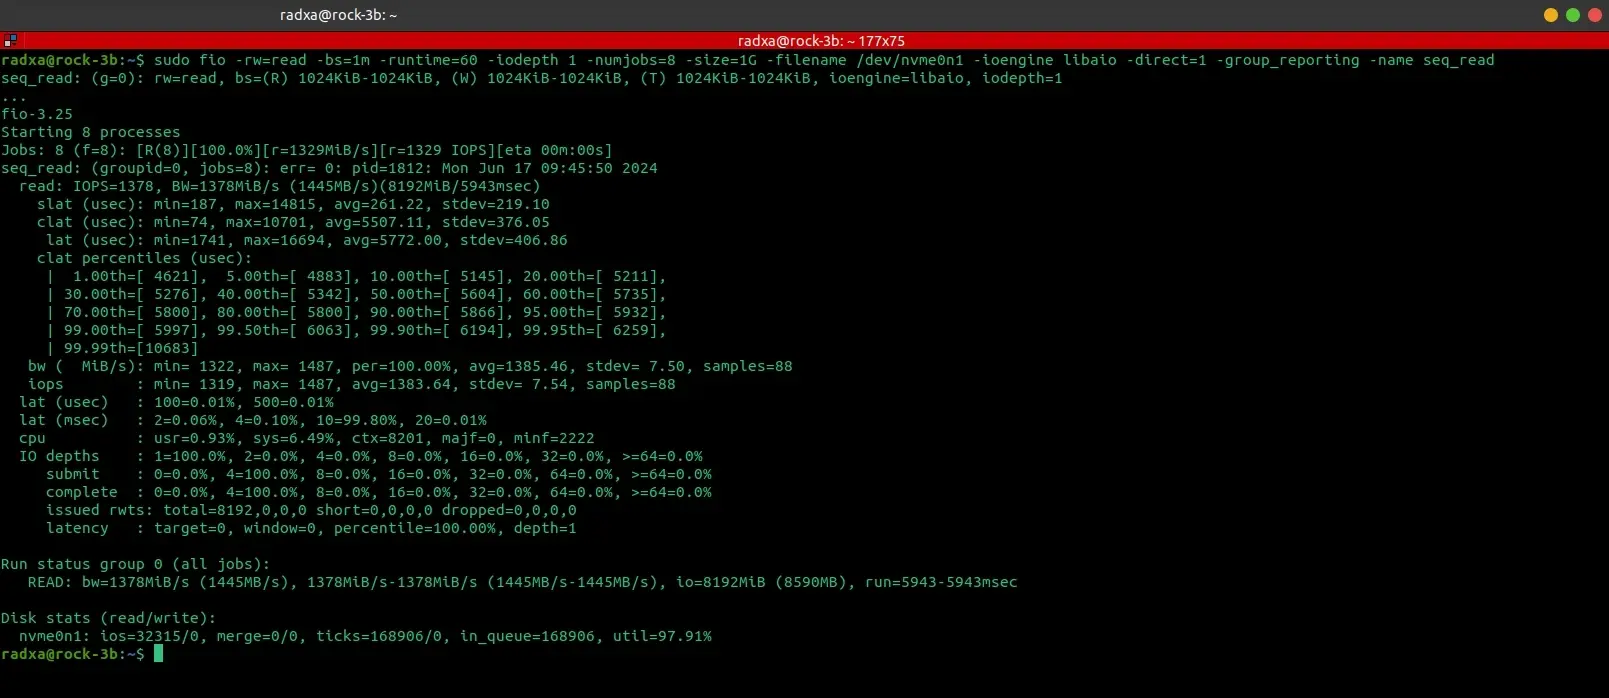 radxa@rock-3b: ~
radxa@rock-3b: ~ 177x75
radxa@rock-3b:~$ sudo fio -rw=read -bs=1m -runtime=60 -iodepth 1 -numjobs=8 -size=1G -filename /dev/nvme0n1 -ioengine libaio -direct=1 -group_reporting -name seq_read
seq_read: (g=0): rw=read, bs=(R) 1024KiB-1024KiB, (W) 1024KiB-1024KiB, (T) 1024KiB-1024KiB, ioengine=libaio, iodepth=1
...
fio-3.25
Starting 8 processes
Jobs: 8 (f=8): [R(8)][100.0%][r=1329MiB/s][r=1329 IOPS][eta 00m:00s]
seq_read: (groupid=0, jobs=8): err= 0: pid=1812: Mon Jun 17 09:45:50 2024
  read: IOPS=1378, BW=1378MiB/s (1445MB/s)(8192MiB/5943msec)
    slat (usec): min=187, max=14815, avg=261.22, stdev=219.10
    clat (usec): min=74, max=10701, avg=5507.11, stdev=376.05
     lat (usec): min=1741, max=16694, avg=5772.00, stdev=406.86
    clat percentiles (usec):
     |  1.00th=[ 4621],  5.00th=[ 4883], 10.00th=[ 5145], 20.00th=[ 5211],
     | 30.00th=[ 5276], 40.00th=[ 5342], 50.00th=[ 5604], 60.00th=[ 5735],
     | 70.00th=[ 5800], 80.00th=[ 5800], 90.00th=[ 5866], 95.00th=[ 5932],
     | 99.00th=[ 5997], 99.50th=[ 6063], 99.90th=[ 6194], 99.95th=[ 6259],
     | 99.99th=[10683]
   bw (  MiB/s): min= 1322, max= 1487, per=100.00%, avg=1385.46, stdev= 7.50, samples=88
   iops        : min= 1319, max= 1487, avg=1383.64, stdev= 7.54, samples=88
  lat (usec)   : 100=0.01%, 500=0.01%
  lat (msec)   : 2=0.06%, 4=0.10%, 10=99.80%, 20=0.01%
  cpu          : usr=0.93%, sys=6.49%, ctx=8201, majf=0, minf=2222
  IO depths    : 1=100.0%, 2=0.0%, 4=0.0%, 8=0.0%, 16=0.0%, 32=0.0%, >=64=0.0%
     submit    : 0=0.0%, 4=100.0%, 8=0.0%, 16=0.0%, 32=0.0%, 64=0.0%, >=64=0.0%
     complete  : 0=0.0%, 4=100.0%, 8=0.0%, 16=0.0%, 32=0.0%, 64=0.0%, >=64=0.0%
     issued rwts: total=8192,0,0,0 short=0,0,0,0 dropped=0,0,0,0
     latency   : target=0, window=0, percentile=100.00%, depth=1
Run status group 0 (all jobs):
   READ: bw=1378MiB/s (1445MB/s), 1378MiB/s-1378MiB/s (1445MB/s-1445MB/s), io=8192MiB (8590MB), run=5943-5943msec
Disk stats (read/write):
  nvme0n1: ios=32315/0, merge=0/0, ticks=168906/0, in_queue=168906, util=97.91%
radxa@rock-3b:~$